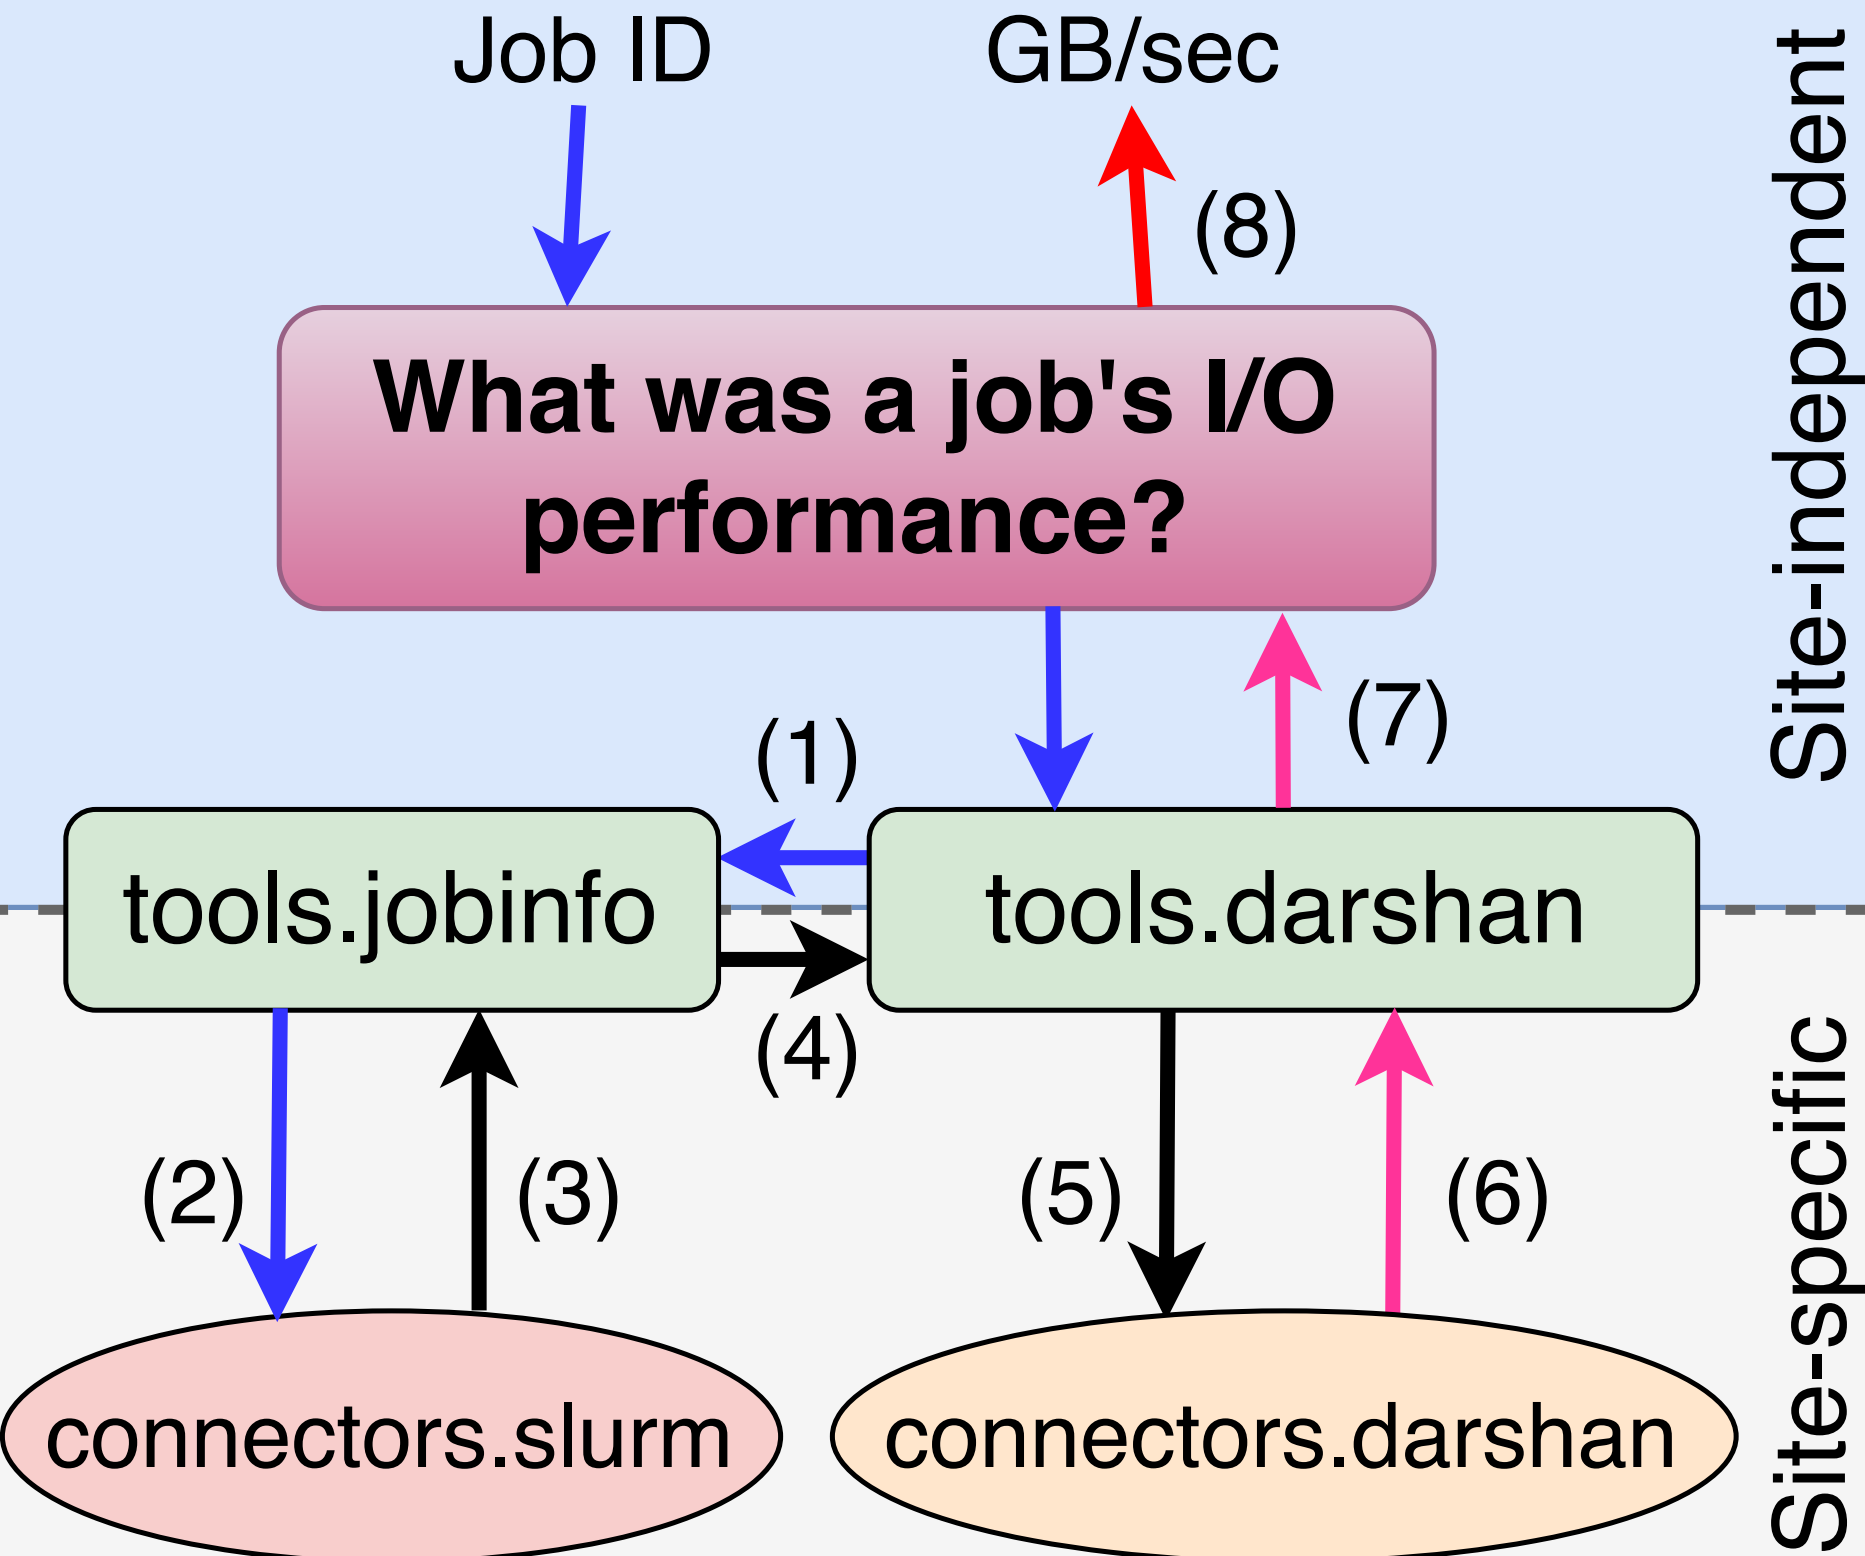 Job ID
GB/sec
(8)
What was a job's I/O
performance?
Site-independent
(7)
(1)
tools.jobinfo
tools.darshan
(4)
(2)
(3)
(5)
(6)
Site-specific
connectors.slurm
connectors.darshan